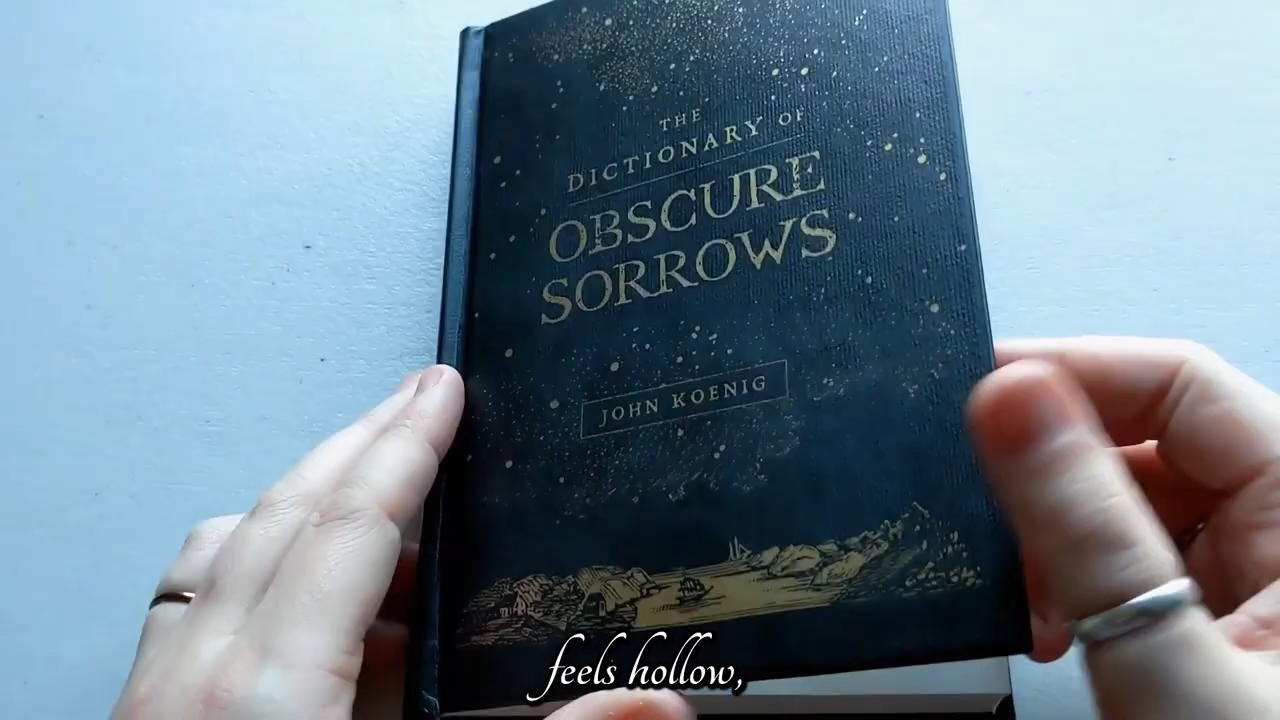 THE
DICTIONARY OF
OBSCURE
SORROWS
JOHN KOENIG
feels hollow,